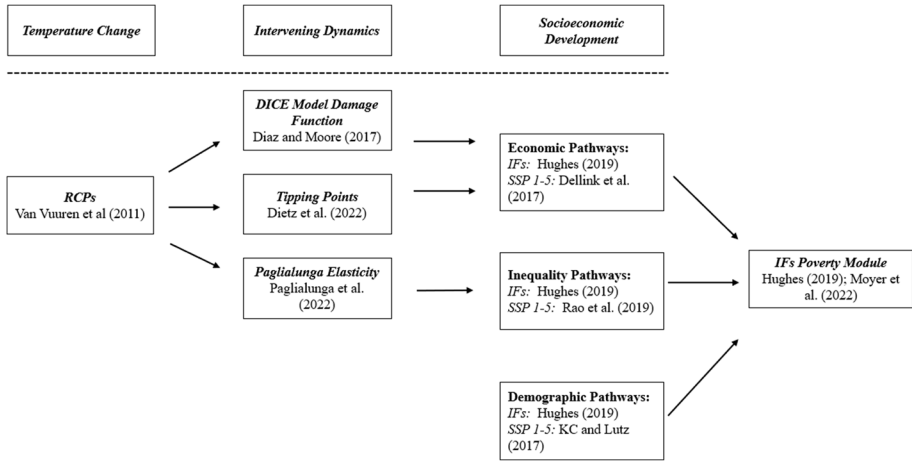 Temperature Change
Intervening Dynamics
Socioeconomic
Development
DICE Model Damage
Function
Diaz and Moore (2017)
Economic Pathways:
IFs: Hughes (2019)
SSP 1-5: Dellink et al.
(2017)
RCPs
Van Vuuren et al (2011)
Tipping Points
Dietz et al. (2022)
Paglialunga Elasticity
Paglialunga et al.
(2022)
Inequality Pathways:
IFs: Hughes (2019)
SSP 1-5: Rao et al. (2019)
IFs Poverty Module
Hughes (2019); Moyer
et al. (2022)
Demographic Pathways:
IFs: Hughes (2019)
SSP 1-5: KC and Lutz
(2017)